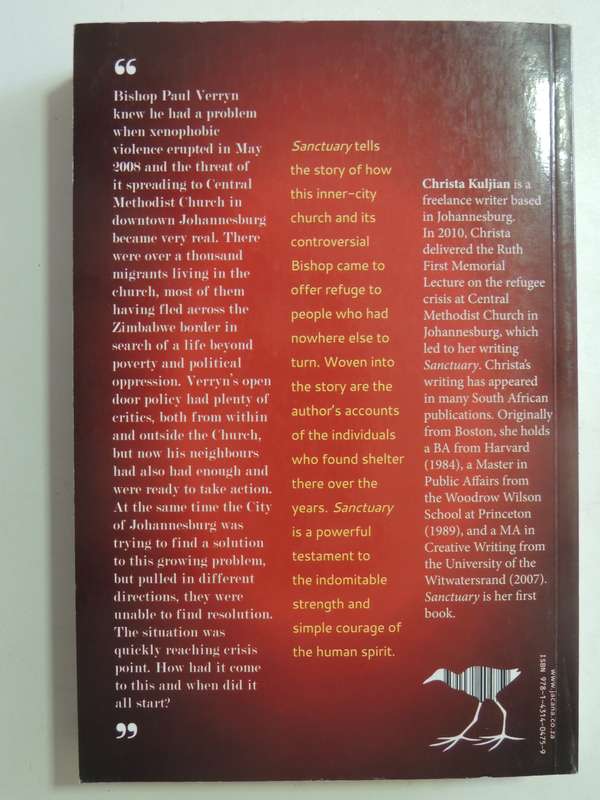 “
Bishop Paul Verryn
knew he had a problem
when xenophobic
violence erupted in May
2008 and the threat of
it spreading to Central
Methodist Church in
downtown Johannesburg
became very real. There
were over a thousand
migrants living in the
church, most of them
having fled across the
Zimbabwe border in
search of a life beyond
poverty and political
oppression. Verryn's open
door policy had plenty of
critics, both from within
and outside the Church,
but now his neighbours
had also had enough and
were ready to take action.
At the same time the City
of Johannesburg was
trying to find a solution
to this growing problem,
but pulled in different
directions, they were
unable to find resolution.
The situation was
quickly reaching crisis
point. How had it come
to this and when did it
all start?
”
Sanctuary tells
the story of how
this inner-city
church and its
controversial
Bishop came to
offer refuge to
people who had
nowhere else to
turn. Woven into
the story are the
author's accounts
of the individuals
who found shelter
there over the
years. Sanctuary
is a powerful
testament to
the indomitable
strength and
simple courage of
the human spirit.
Christa Kuljian is a
freelance writer based
in Johannesburg.
In 2010, Christa
delivered the Ruth
First Memorial
Lecture on the refugee
crisis at Central
Methodist Church in
Johannesburg, which
led to her writing
Sanctuary. Christa's
writing has appeared
in many South African
publications. Originally
from Boston, she holds
a BA from Harvard
(1984), a Master in
Public Affairs from
the Woodrow Wilson
School at Princeton
(1989), and a MA in
Creative Writing from
the University of the
Witwatersrand (2007).
Sanctuary is her first
book.
www.jacana.co.za
ISBN 978-1-4314-0475-9